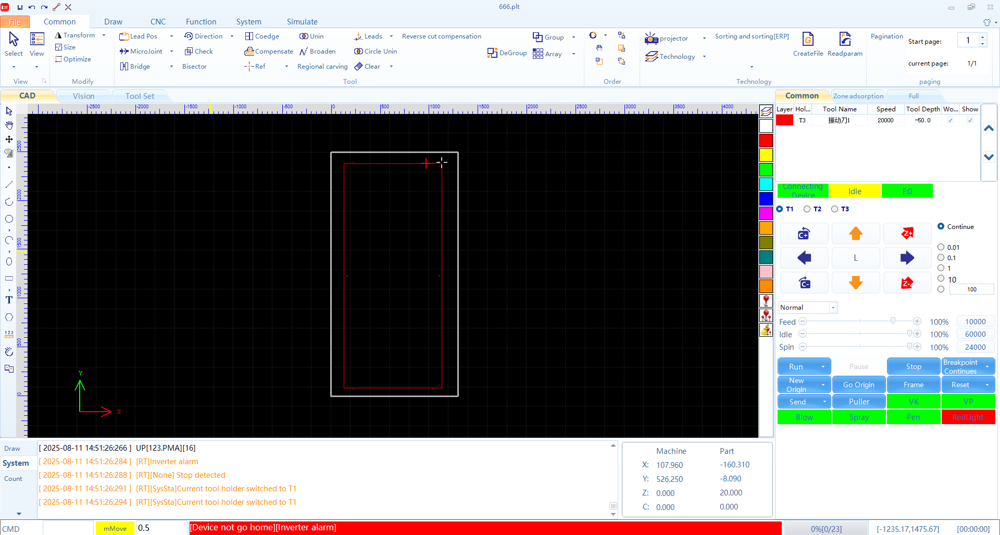 666.plt
File
Common
Draw
CNC
Function
System
Simulate
Select
View
Transform
Size
Optimize
Lead Pos
MicroJoint
Bridge
Direction
Check
Bisector
Coedge
Compensate
Ref
Unin
Broaden
Regional carving
Leads
Circle Unin
Clear
Reverse cut compensation
DeGroup
Group
Array
projector
Technology
Sorting and sorting[ERP]
CreateFile
Readparam
Pagination
Start page:
1
current page:
1/1
View
Modify
Tool
Order
Technology
paging
CAD
Vision
Tool Set
-2500
-2000
-1500
-1000
-500
0
500
1000
1500
2000
2500
3000
3500
4000
2500
2000
1500
1000
500
0
T
1 2 3
Y
X
Common
Zone adsorption
Full
Layer Hol... Tool Name Speed Tool Depth Wo... Show
T3 振动刀1 20000 -50.0
Connecting Device
Idle
F:0
T1
T2
T3
C+
Z+
L
C-
Z-
Continue
0.01
0.1
1
10
100
Normal
Feed 100% 10000
Idle 100% 60000
Spin 100% 24000
Run
Pause
Stop
Breakpoint Continues
New Origin
Go Origin
Frame
Reset
Send
Puller
VK
VP
Blow
Spray
Pen
RedLight
Draw
System
Count
[ 2025-08-11 14:51:26:266 ] UP[123.PMA][16]
[ 2025-08-11 14:51:26:284 ] [RT]Inverter alarm
[ 2025-08-11 14:51:26:288 ] [RT][None] Stop detected
[ 2025-08-11 14:51:26:291 ] [RT][SysSta]Current tool holder switched to T1
[ 2025-08-11 14:51:26:294 ] [RT][SysSta]Current tool holder switched to T1
Machine Part
X: 107.960 -160.310
Y: 526.250 -8.090
Z: 0.000 20.000
C: 0.000 0.000
CMD
mMove
0.5
[Device not go home][Inverter alarm]
0%[0/23]
[-1235.17,1475.67]
[00:00:00]